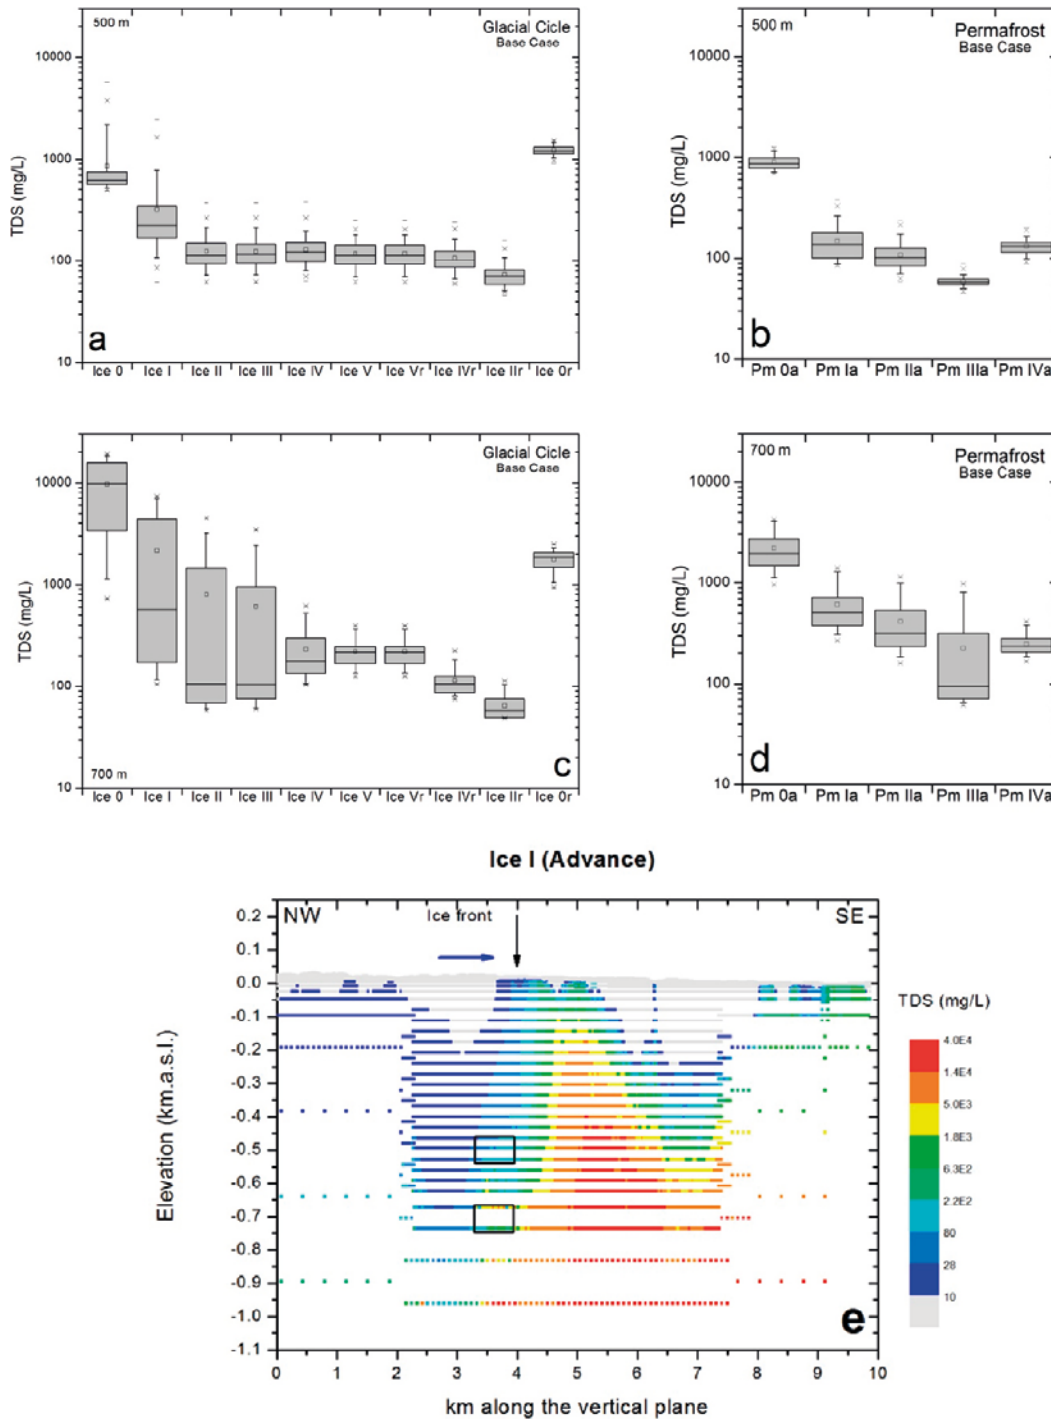 500 m
Glacial Cicle
Base Case
TDS (mg/L)
10000
1000
100
10
a
Ice 0 Ice I Ice II Ice III Ice IV Ice V Ice Vr Ice IVr Ice IIr Ice 0r
500 m
Permafrost
Base Case
TDS (mg/L)
10000
1000
100
10
b
Pm 0a Pm Ia Pm IIa Pm IIIa Pm IVa
Glacial Cicle
Base Case
TDS (mg/L)
10000
1000
100
10
700 m
c
Ice 0 Ice I Ice II Ice III Ice IV Ice V Ice Vr Ice IVr Ice IIr Ice 0r
700 m
Permafrost
Base Case
TDS (mg/L)
10000
1000
100
10
d
Pm 0a Pm Ia Pm IIa Pm IIIa Pm IVa
Ice I (Advance)
NW
Ice front
SE
Elevation (km.a.s.l.)
0.2
0.1
0.0
-0.1
-0.2
-0.3
-0.4
-0.5
-0.6
-0.7
-0.8
-0.9
-1.0
-1.1
e
0 1 2 3 4 5 6 7 8 9 10
km along the vertical plane
TDS (mg/L)
4.0E4
1.4E4
5.0E3
1.8E3
6.3E2
2.2E2
80
28
10